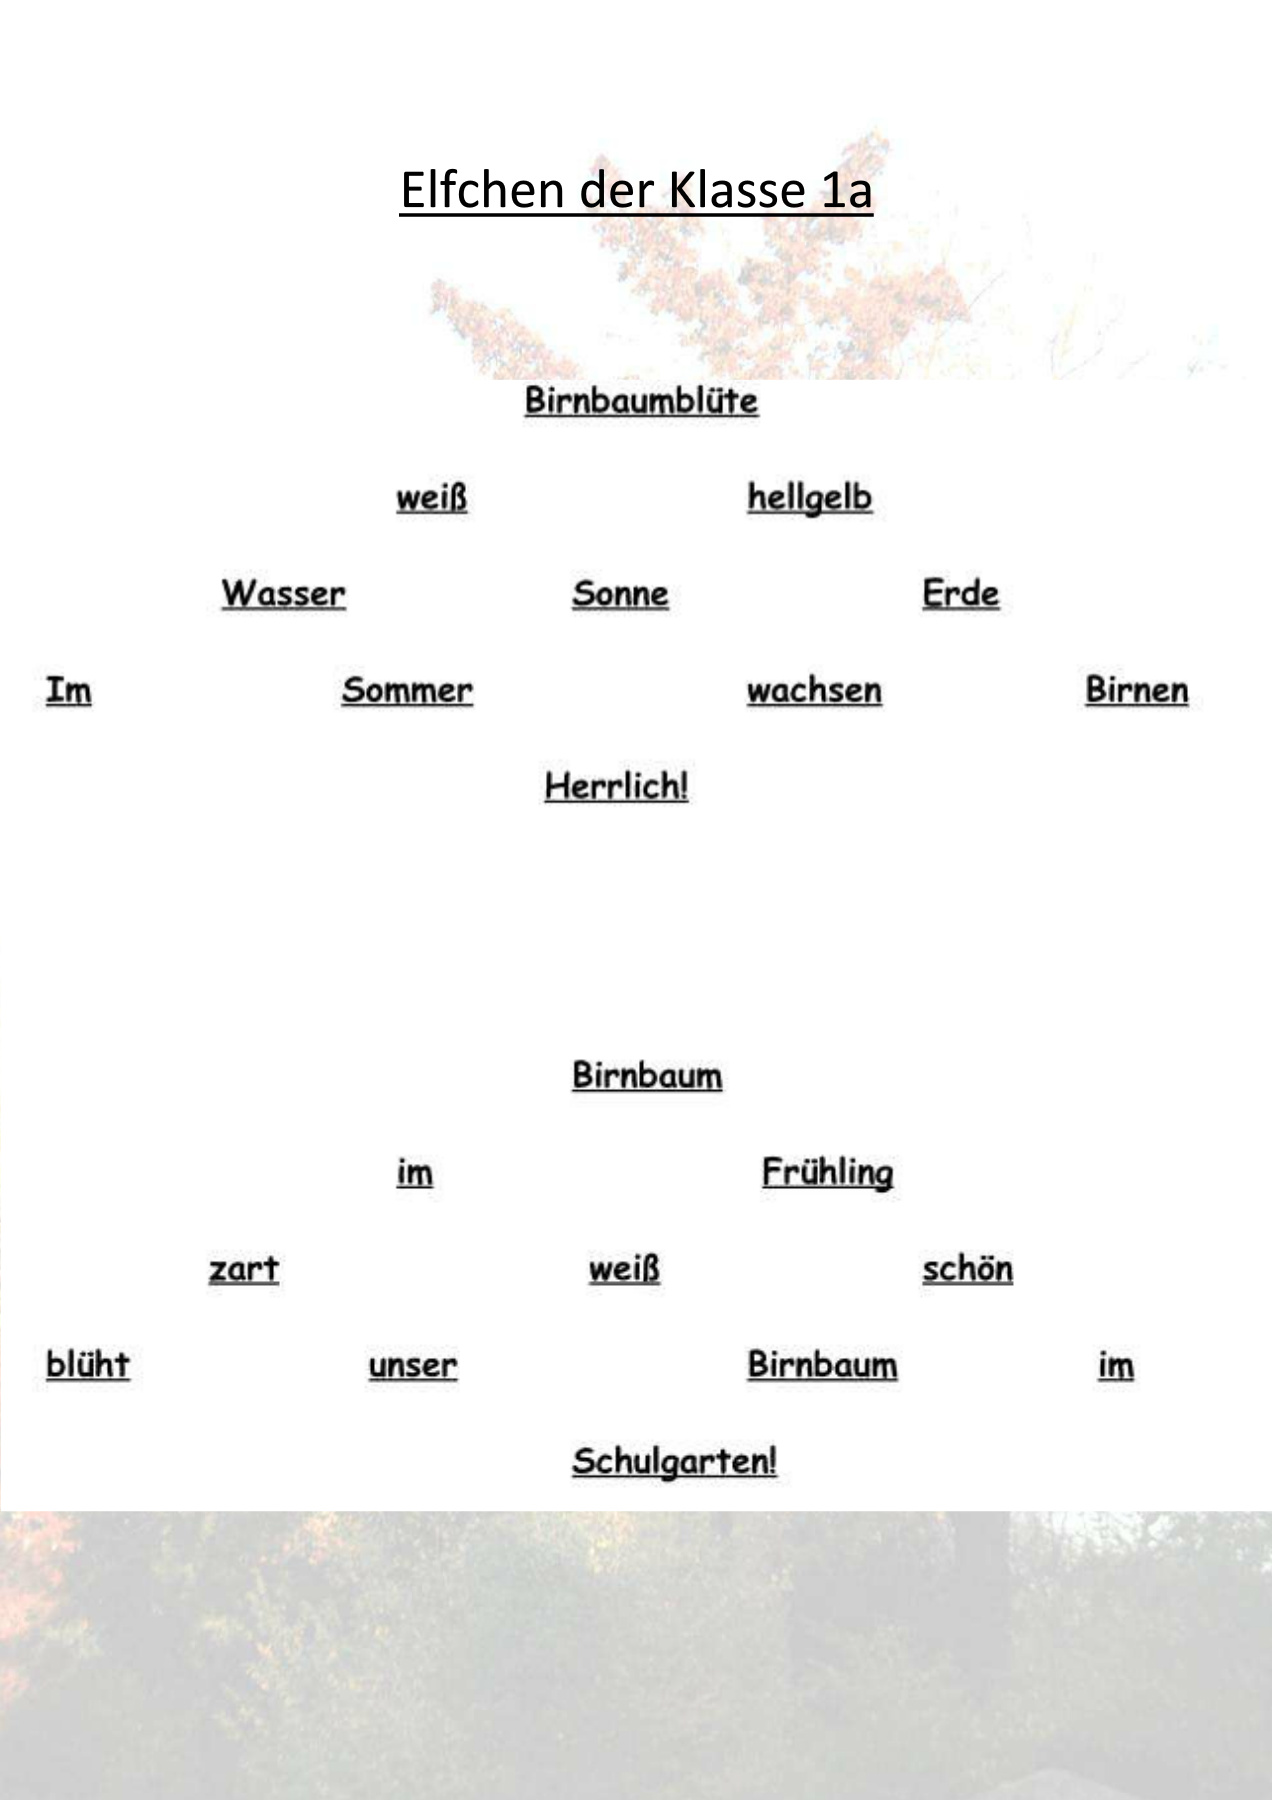 Elfchen der Klasse 1a
Birnbaumblüte
weiß hellgelb
Wasser Sonne Erde
Im Sommer wachsen Birnen
Herrlich!
Birnbaum
im Frühling
zart weiß schön
blüht unser Birnbaum im
Schulgarten!